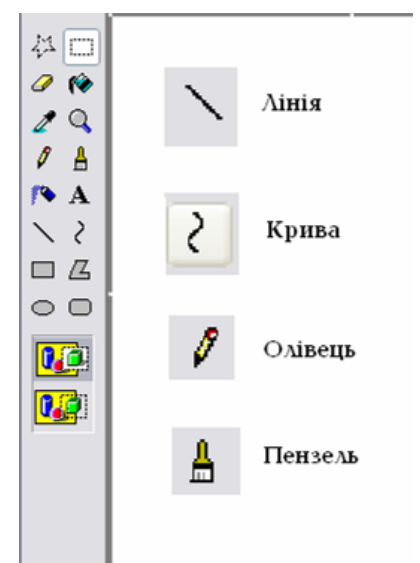 A
Лінія
Крива
Олівець
Пензель